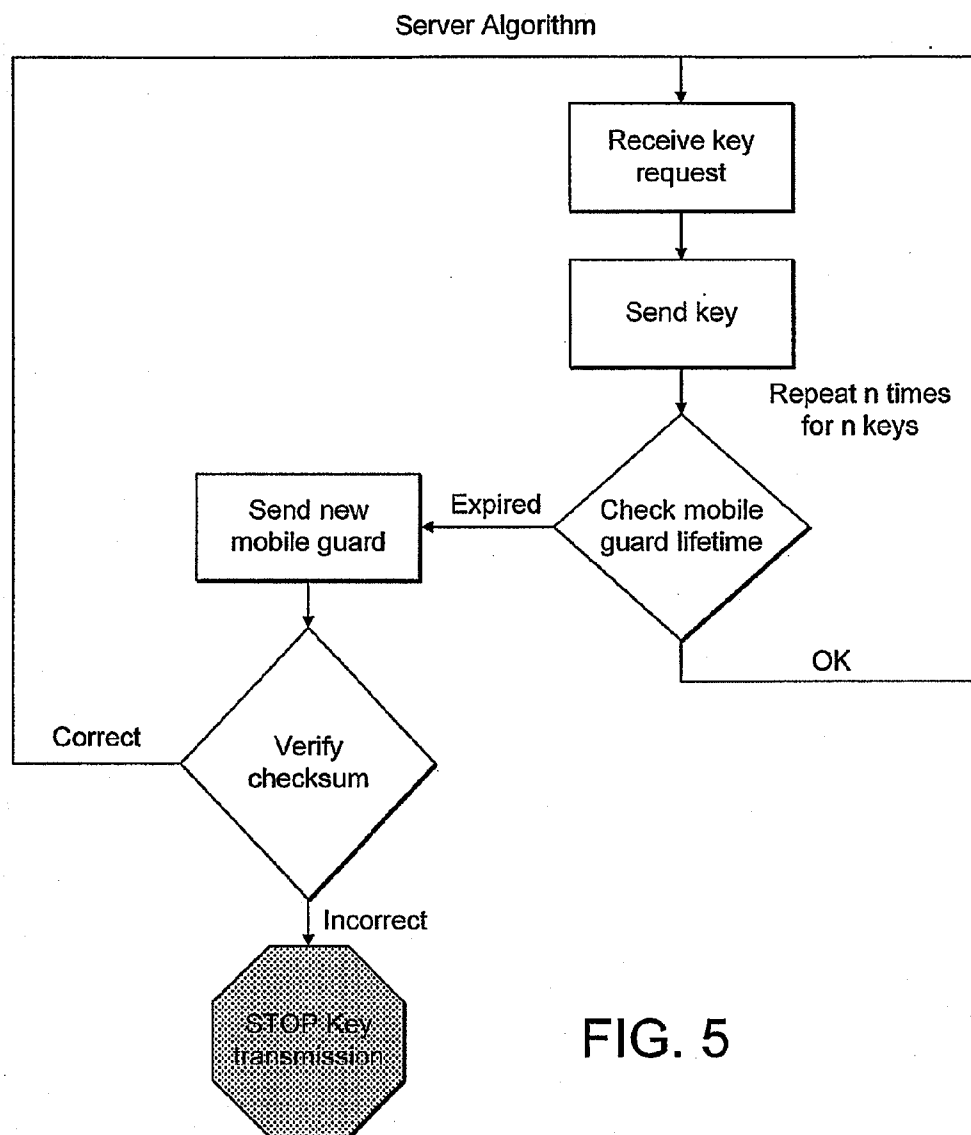 Server Algorithm
Receive key
request
Send key
Repeat n times
for n keys
Check mobile
guard lifetime
Expired
Send new
mobile guard
OK
Correct
Verify
checksum
Incorrect
STOP Key
transmission
FIG. 5